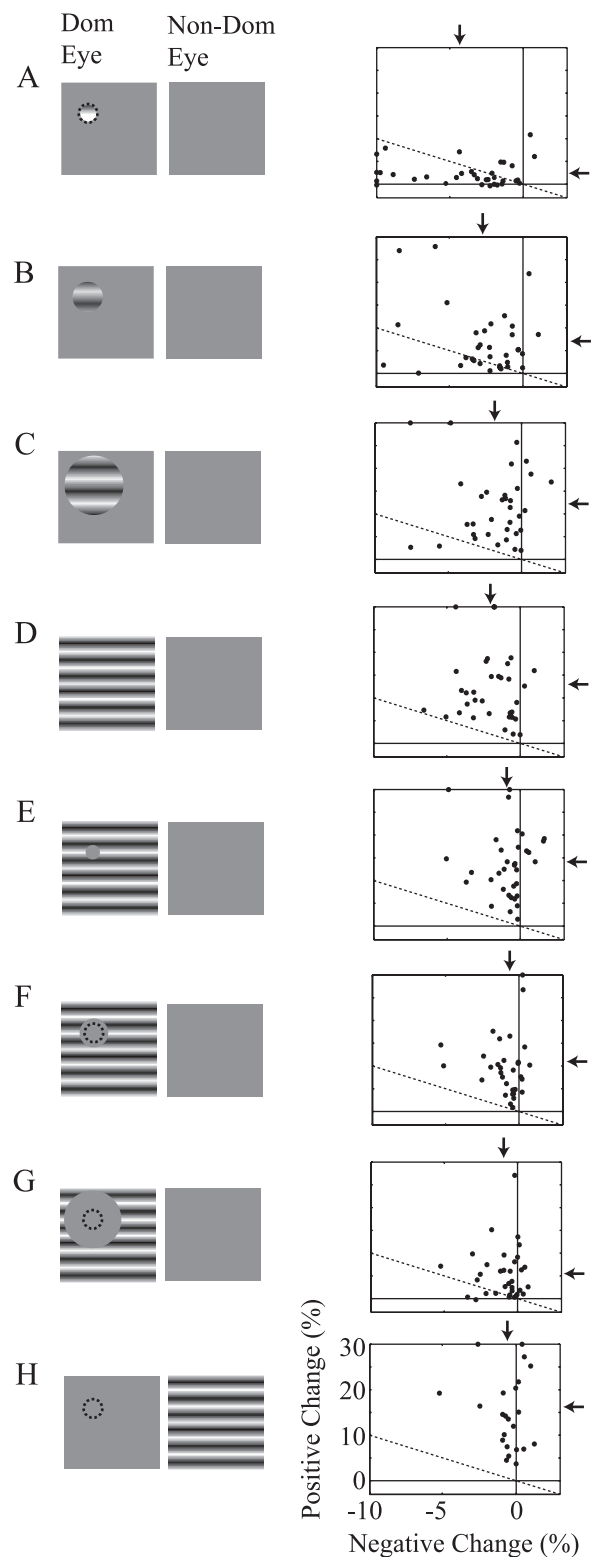 Dom Eye
Non-Dom Eye
A
B
C
D
E
F
G
H
Positive Change (%)
30
20
10
0
-10
-5
0
Negative Change (%)